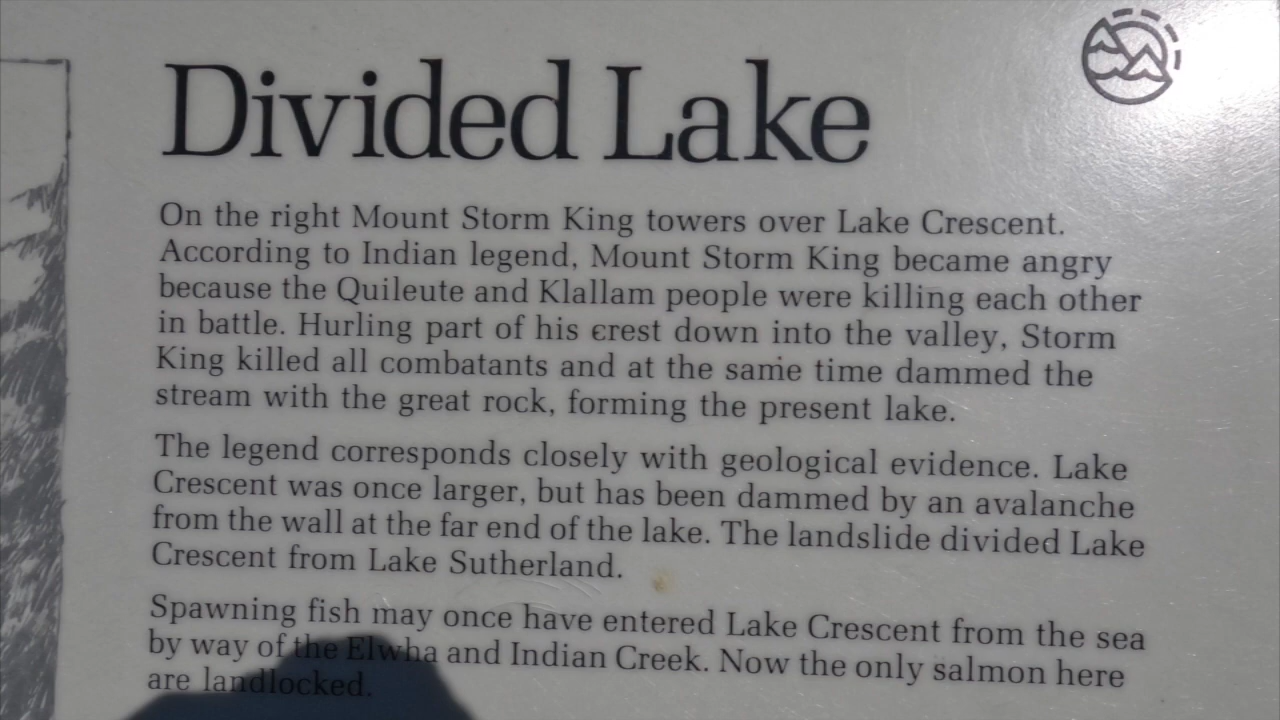 Divided Lake
On the right Mount Storm King towers over Lake Crescent.
According to Indian legend, Mount Storm King became angry
because the Quileute and Klallam people were killing each other
in battle. Hurling part of his crest down into the valley, Storm
King killed all combatants and at the same time dammed the
stream with the great rock, forming the present lake.
The legend corresponds closely with geological evidence. Lake
Crescent was once larger, but has been dammed by an avalanche
from the wall at the far end of the lake. The landslide divided Lake
Crescent from Lake Sutherland.
Spawning fish may once have entered Lake Crescent from the sea
by way of the Elwha and Indian Creek. Now the only salmon here
are landlocked.